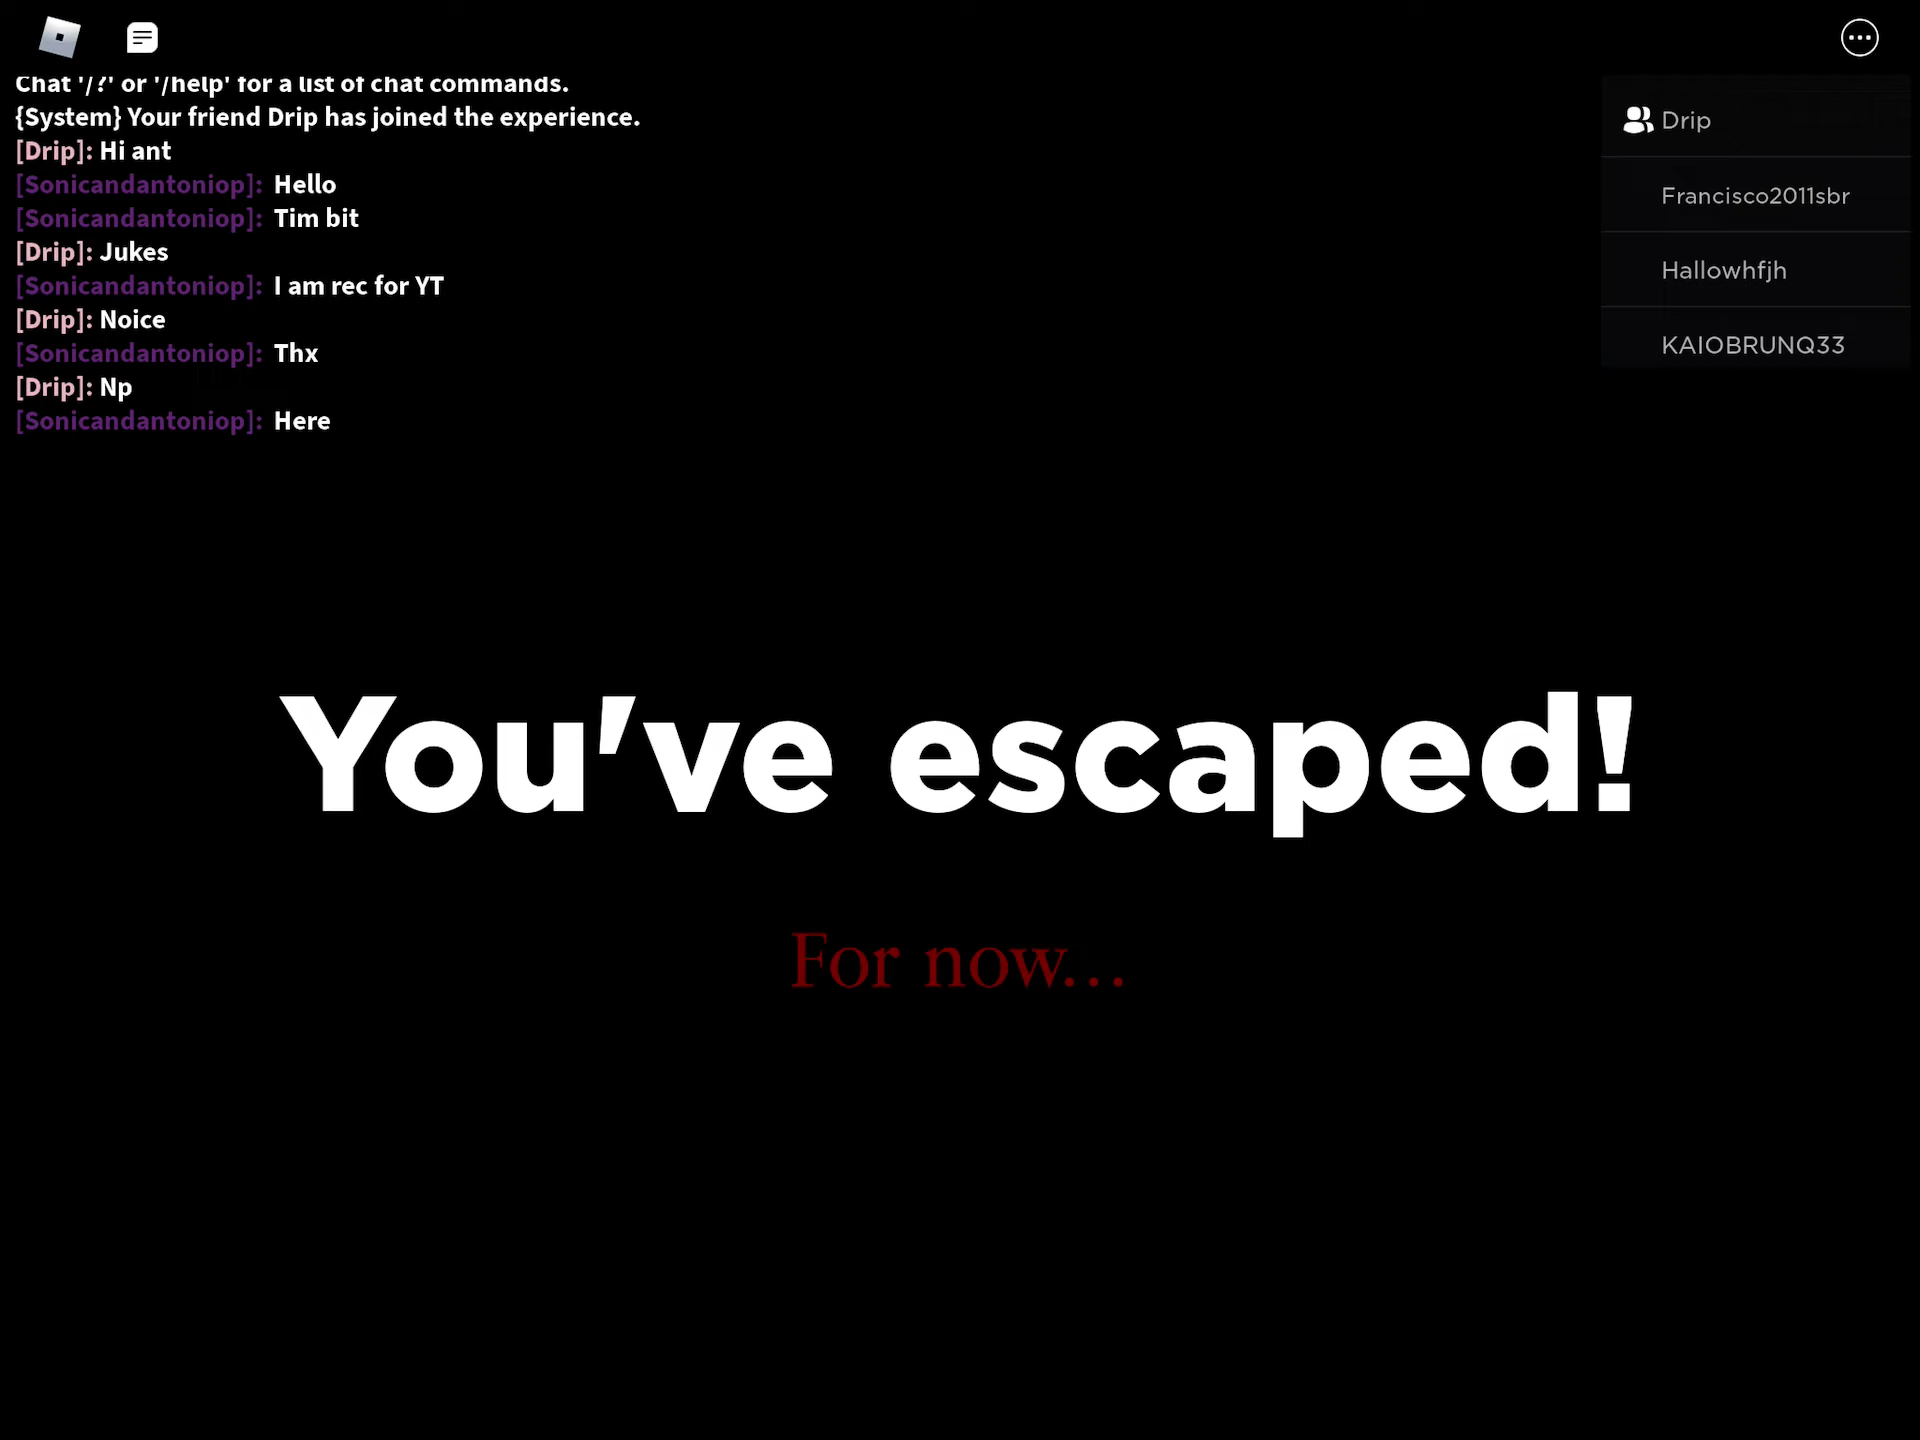 Chat '/?' or '/help' for a list of chat commands.
{System} Your friend Drip has joined the experience.
[Drip]: Hi ant
[Sonicandantoniop]: Hello
[Sonicandantoniop]: Tim bit
[Drip]: Jukes
[Sonicandantoniop]: I am rec for YT
[Drip]: Noice
[Sonicandantoniop]: Thx
[Drip]: Np
[Sonicandantoniop]: Here
Drip
Francisco2011sbr
Hallowhfjh
KAIOBRUNQ33
You've escaped!
For now...